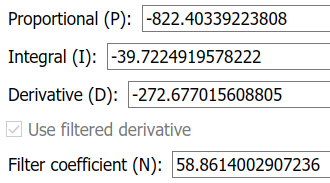 Proportional (P): -822.40339223808
Integral (I): -39.7224919578222
Derivative (D): -272.677015608805
Use filtered derivative
Filter coefficient (N): 58.8614002907236